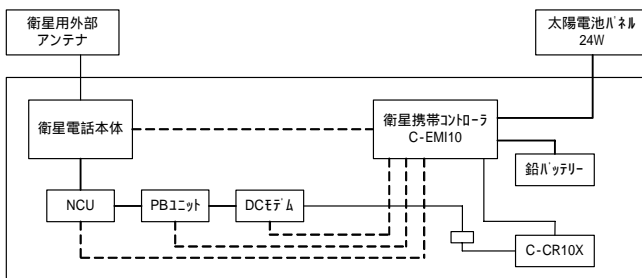 衛星用外部
アンテナ
太陽電池パネル
24W
衛星電話本体
衛星携帯コントローラ
C-EMI10
鉛バッテリー
NCU
PBユニット
DCモデム
C-CR10X